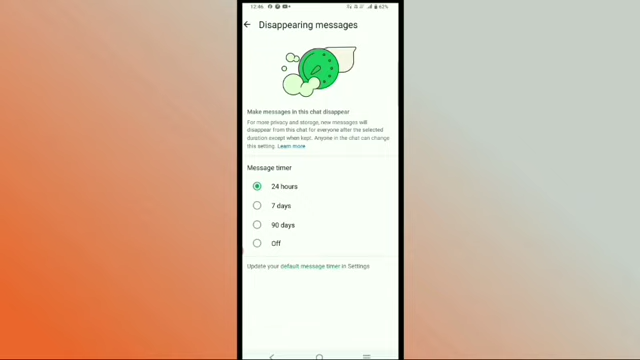 12:46
62%
Disappearing messages
Make messages in this chat disappear
For more privacy and storage, new messages will
disappear from this chat for everyone after the selected
duration except when kept. Anyone in the chat can change
this setting. Learn more
Message timer
24 hours
7 days
90 days
Off
Update your default message timer in Settings